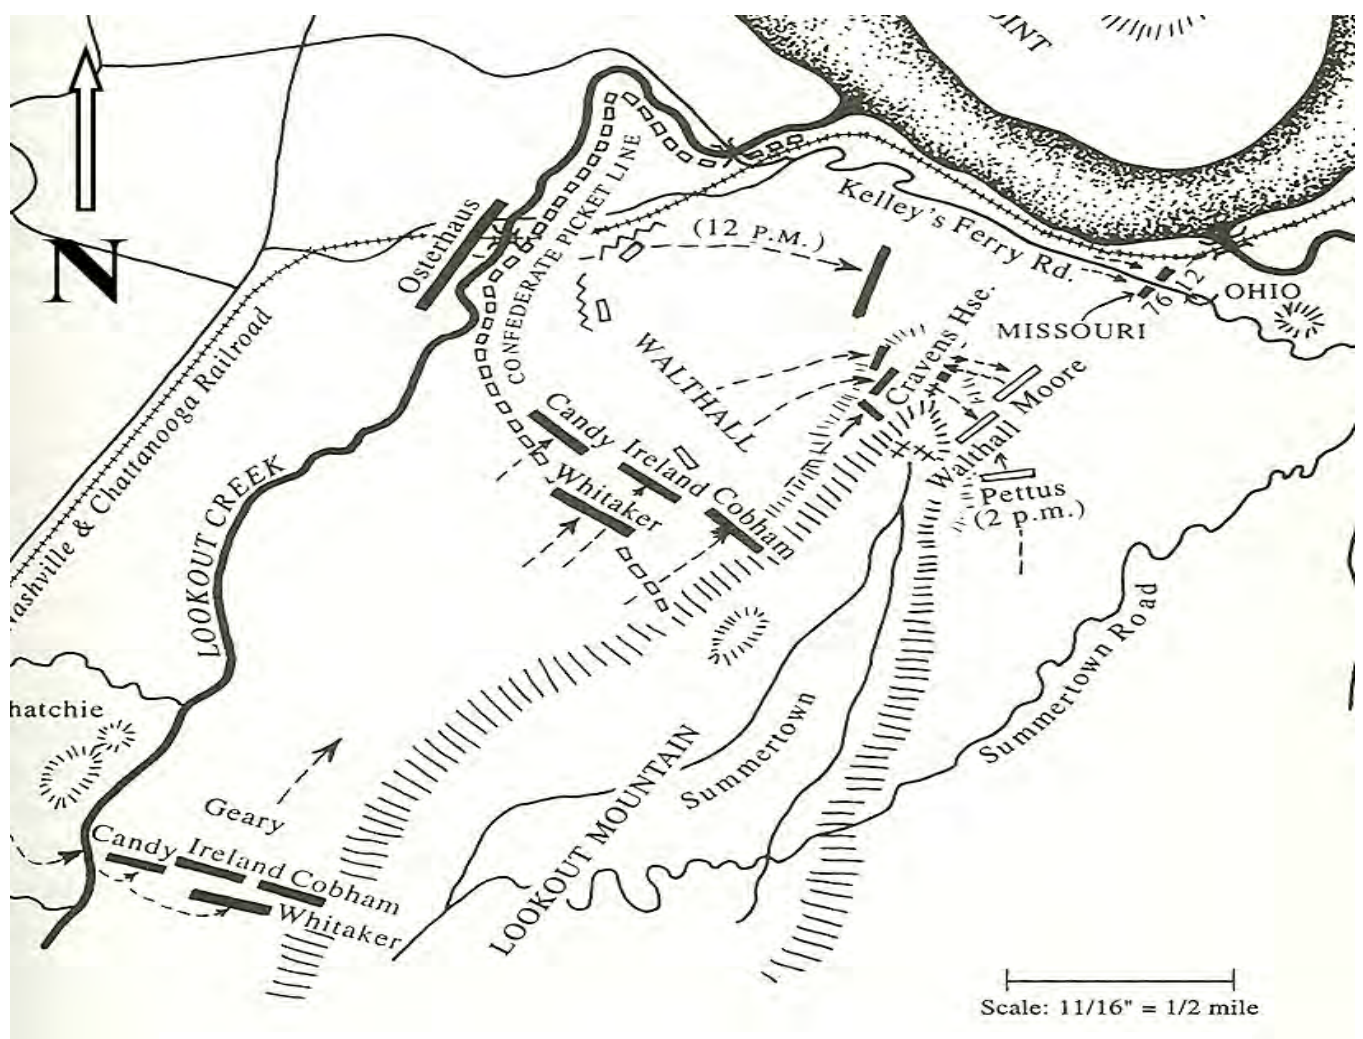 OINT
N
Kelley's Ferry Rd.
(12 P.M.)
CONFEDERATE PICKET LINE
Osterhaus
OHIO
76 12
MISSOURI
Cravens Hse.
WALTHALL
Moore
Walthall
Pettus
(2 p.m.)
Candy
Ireland
Cobham
Whitaker
Nashville & Chattanooga Railroad
LOOKOUT CREEK
hatchie
Geary
Candy
Ireland
Cobham
Whitaker
LOOKOUT MOUNTAIN
Summertown
Summertown Road
Scale: 11/16" = 1/2 mile